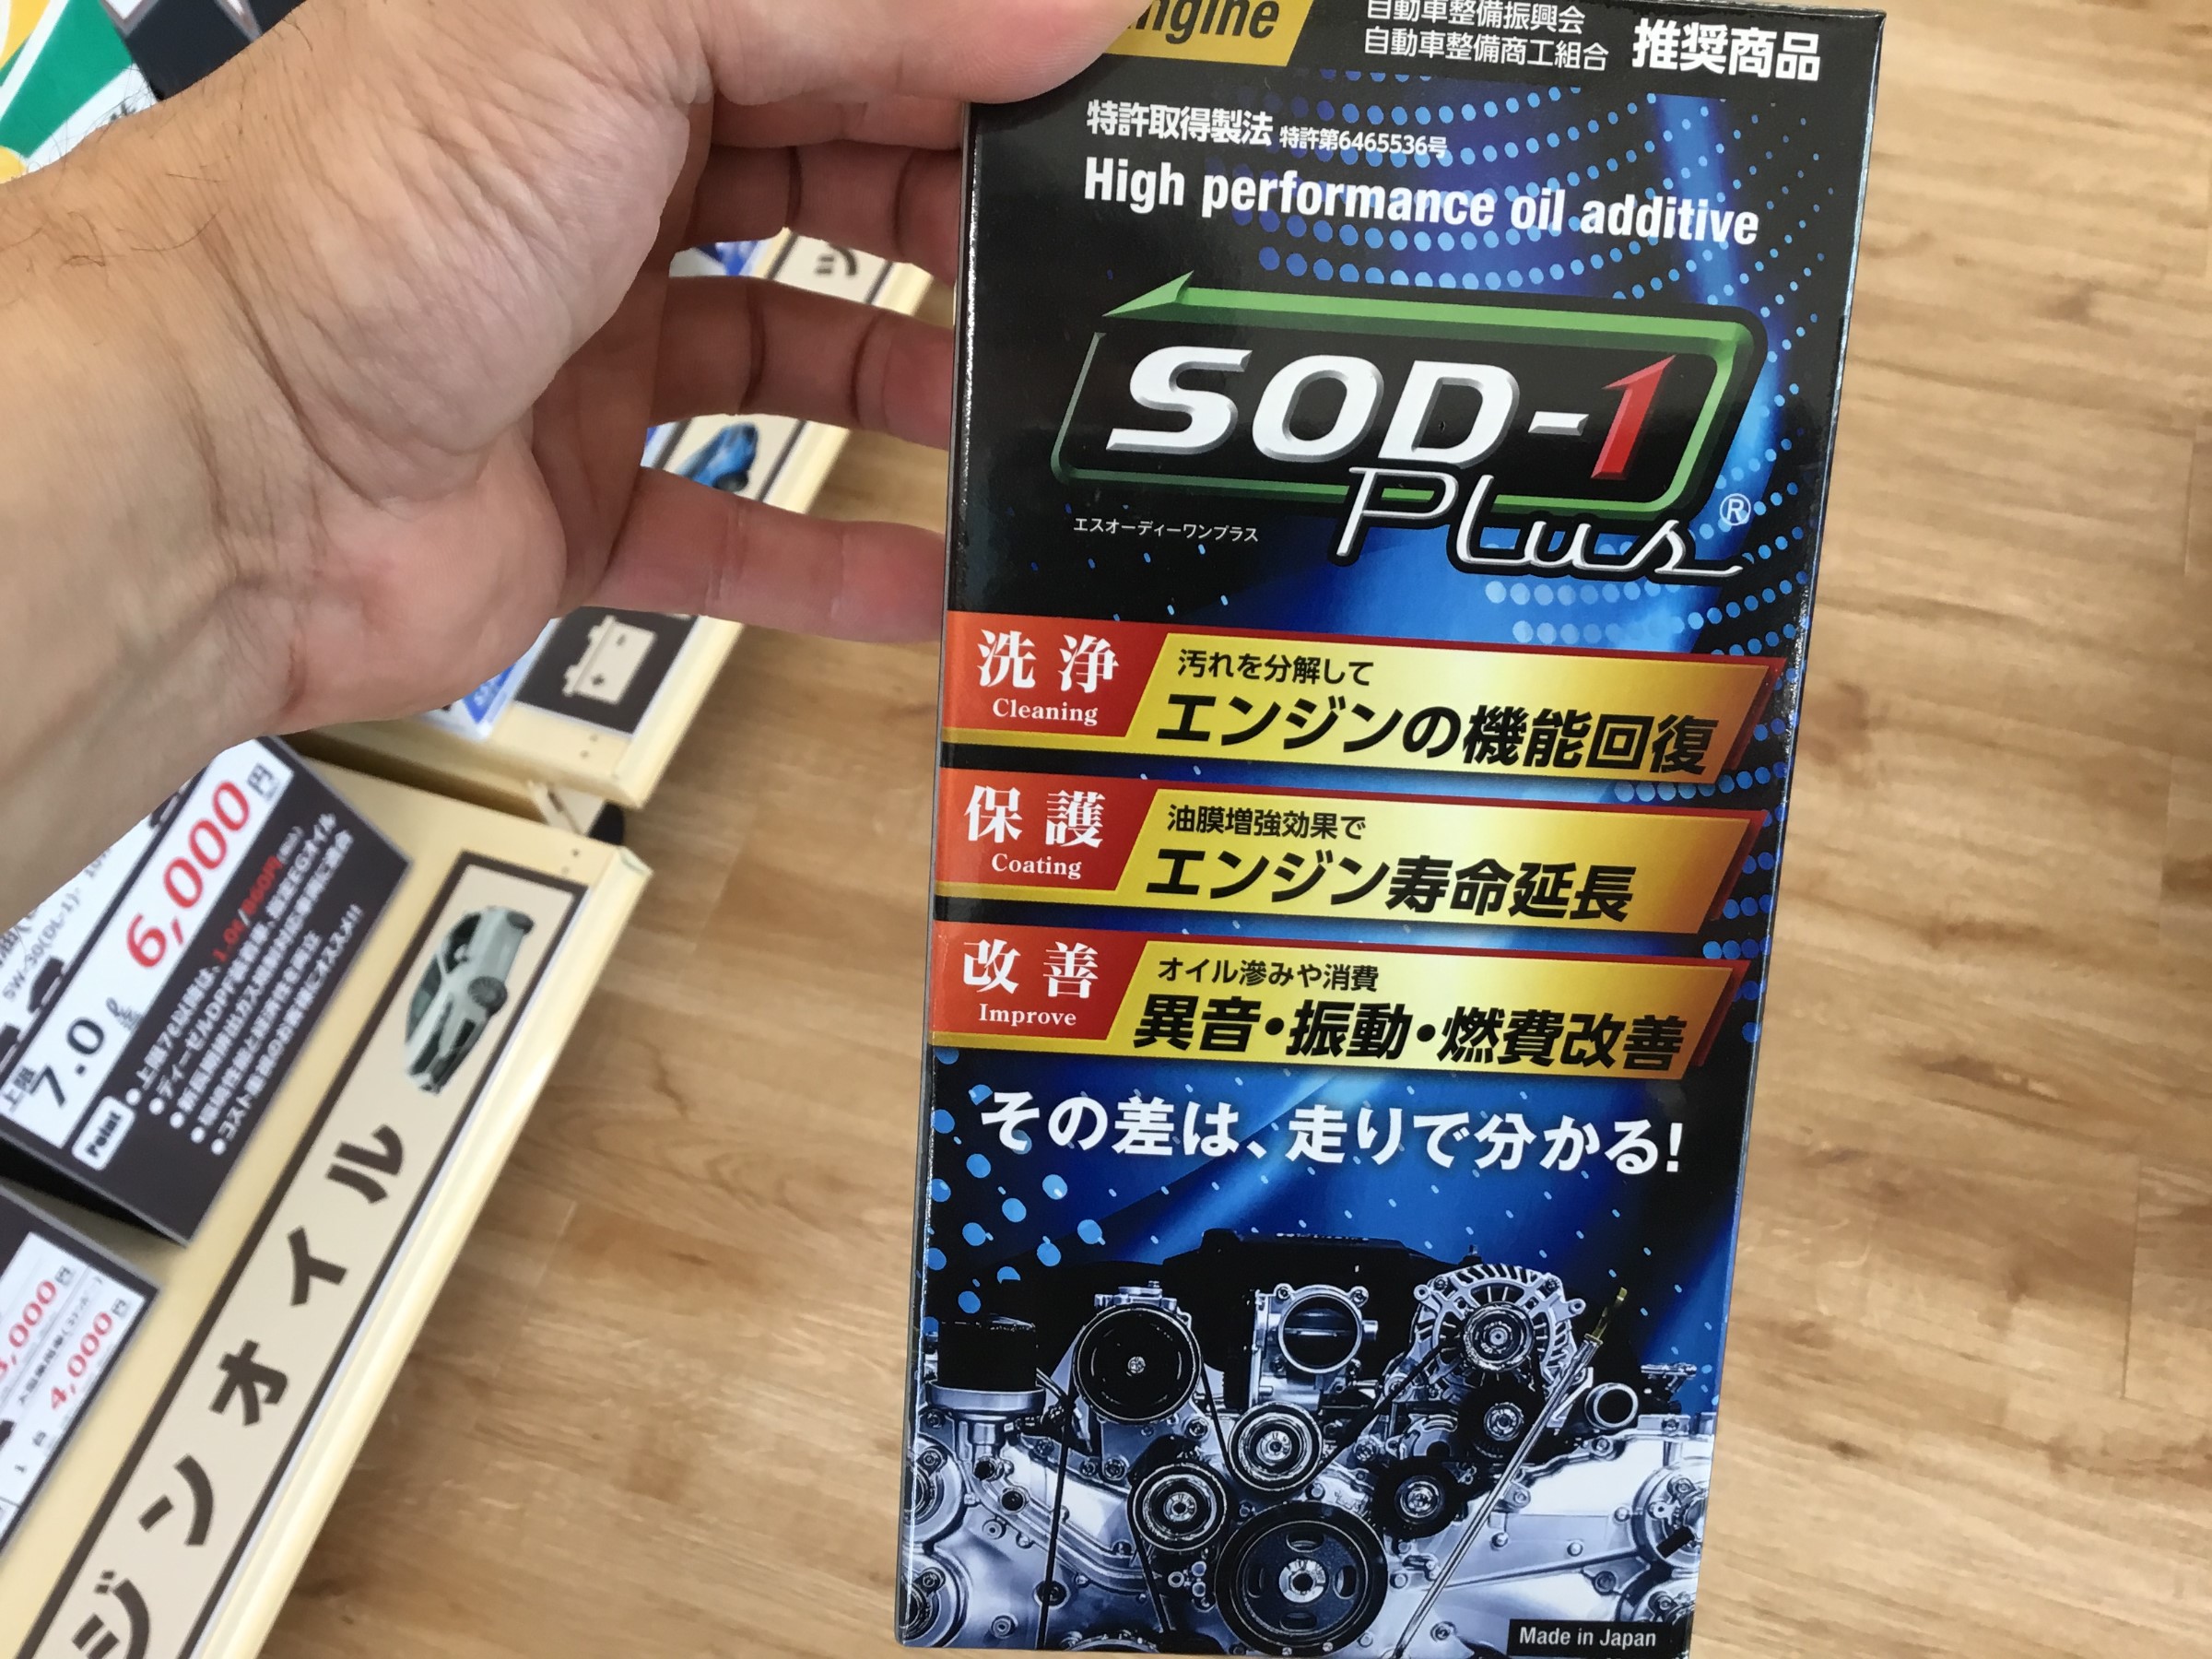 自動車整備振興会
自動車整備商工組合 推奨商品
特許取得製法 特許第6465536号
High performance oil additive
SOD-1
Plus®
エスオーディーワンプラス
洗浄
Cleaning
汚れを分解して
エンジンの機能回復
保護
Coating
油膜増強効果で
エンジン寿命延長
改善
Improve
オイル滲みや消費
異音・振動・燃費改善
その差は、走りで分かる!
Made in Japan
6,000円
上限
7.0ℓ
Point
4,000円
ジンオイル
ッ